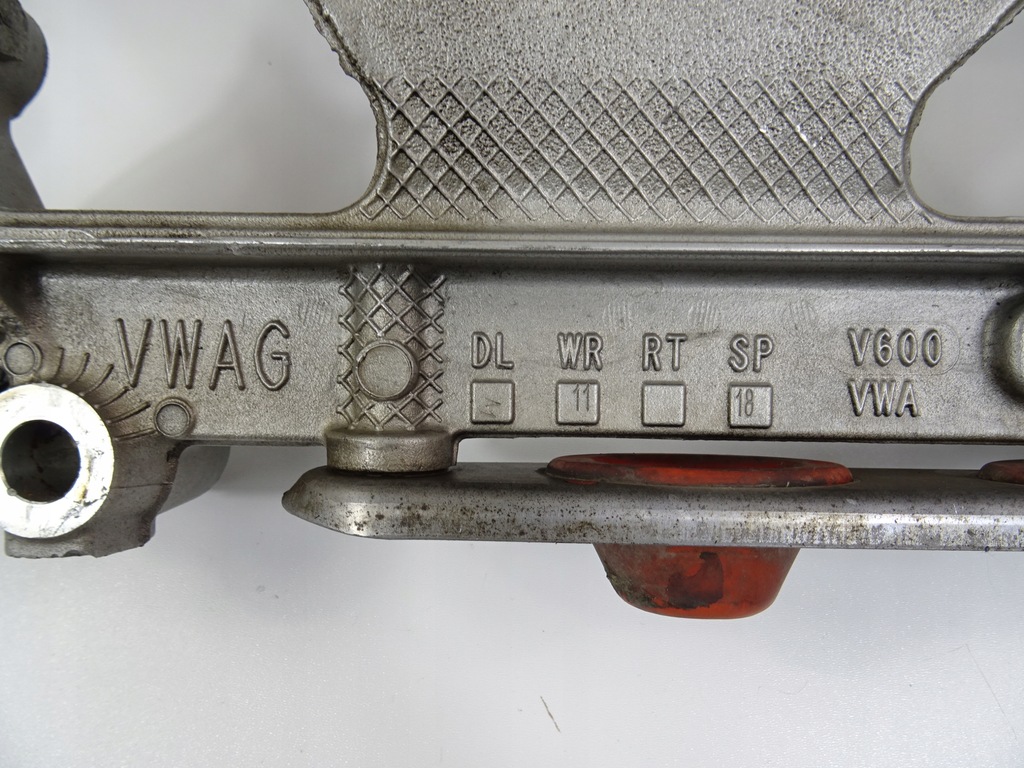 VWAG
DL WR RT SP
11 18
V600
VWA